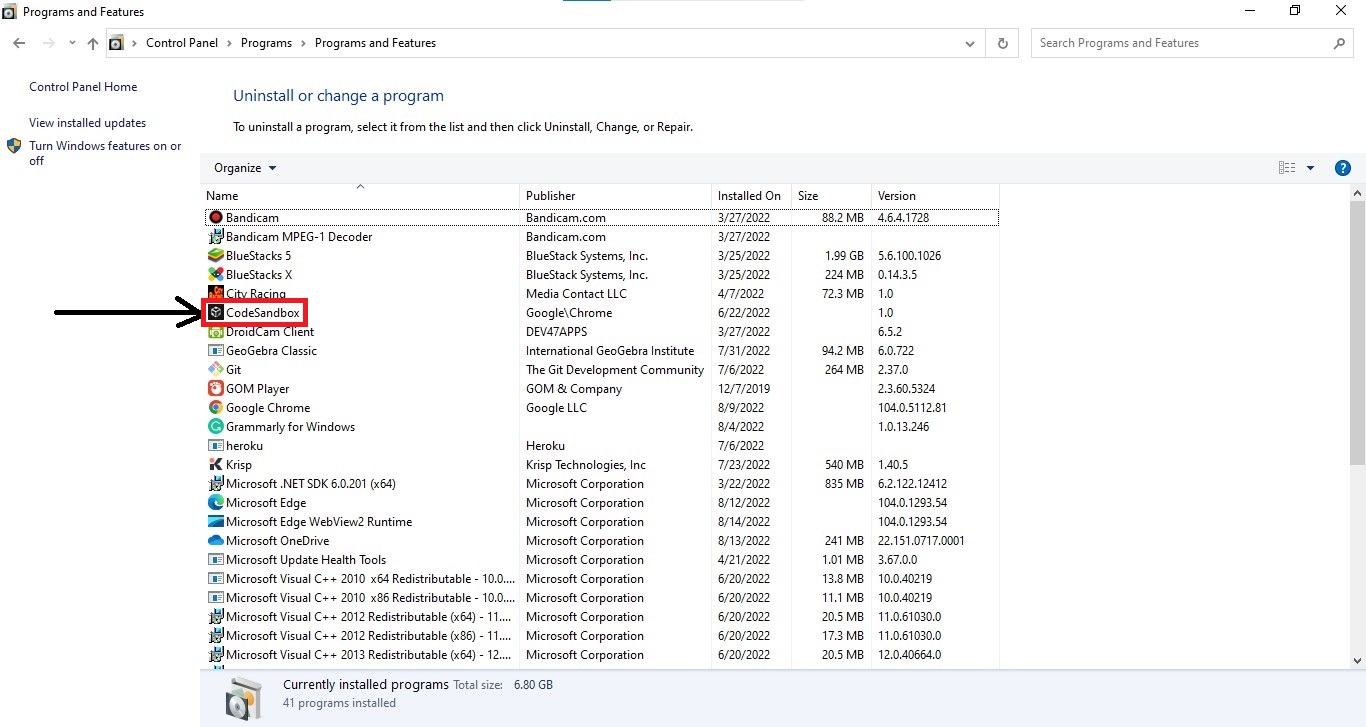 Programs and Features
Control Panel > Programs > Programs and Features
Search Programs and Features
Control Panel Home
View installed updates
Turn Windows features on or
off
Uninstall or change a program
To uninstall a program, select it from the list and then click Uninstall, Change, or Repair.
Organize
Name Publisher Installed On Size Version
Bandicam Bandicam.com 3/27/2022 88.2 MB 4.6.4.1728
Bandicam MPEG-1 Decoder Bandicam.com 3/27/2022
BlueStacks 5 BlueStack Systems, Inc. 3/25/2022 1.99 GB 5.6.100.1026
BlueStacks X BlueStack Systems, Inc. 3/25/2022 224 MB 0.14.3.5
City Racing Media Contact LLC 4/7/2022 72.3 MB 1.0
CodeSandbox Google\Chrome 6/22/2022 1.0
DroidCam Client DEV47APPS 3/27/2022 6.5.2
GeoGebra Classic International GeoGebra Institute 7/31/2022 94.2 MB 6.0.722
Git The Git Development Community 7/6/2022 264 MB 2.37.0
GOM Player GOM & Company 12/7/2019 2.3.60.5324
Google Chrome Google LLC 8/9/2022 104.0.5112.81
Grammarly for Windows 8/4/2022 1.0.13.246
heroku Heroku 7/6/2022
Krisp Krisp Technologies, Inc 7/23/2022 540 MB 1.40.5
Microsoft .NET SDK 6.0.201 (x64) Microsoft Corporation 3/22/2022 835 MB 6.2.122.12412
Microsoft Edge Microsoft Corporation 8/12/2022 104.0.1293.54
Microsoft Edge WebView2 Runtime Microsoft Corporation 8/14/2022 104.0.1293.54
Microsoft OneDrive Microsoft Corporation 8/13/2022 241 MB 22.151.0717.0001
Microsoft Update Health Tools Microsoft Corporation 4/21/2022 1.01 MB 3.67.0.0
Microsoft Visual C++ 2010 x64 Redistributable - 10.0.... Microsoft Corporation 6/20/2022 13.8 MB 10.0.40219
Microsoft Visual C++ 2010 x86 Redistributable - 10.0.... Microsoft Corporation 6/20/2022 11.1 MB 10.0.40219
Microsoft Visual C++ 2012 Redistributable (x64) - 11.... Microsoft Corporation 6/20/2022 20.5 MB 11.0.61030.0
Microsoft Visual C++ 2012 Redistributable (x86) - 11.... Microsoft Corporation 6/20/2022 17.3 MB 11.0.61030.0
Microsoft Visual C++ 2013 Redistributable (x64) - 12.... Microsoft Corporation 6/20/2022 20.5 MB 12.0.40664.0
Currently installed programs Total size: 6.80 GB
41 programs installed